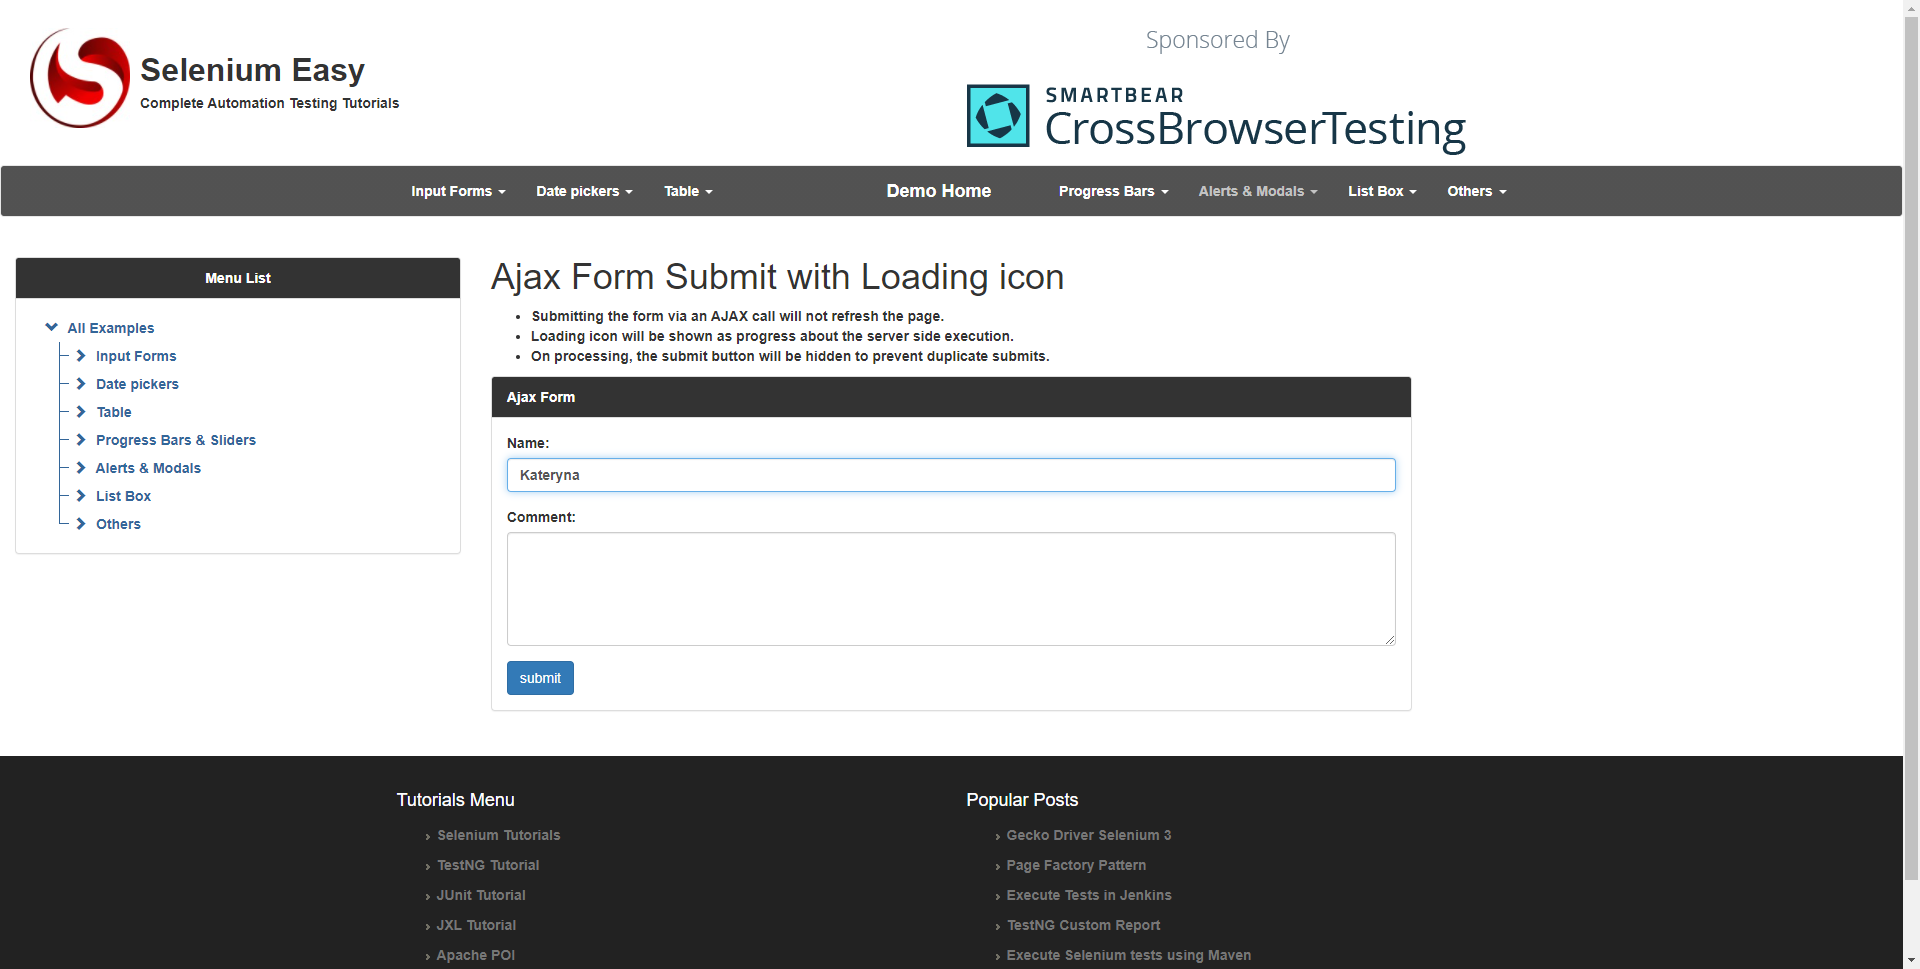 Selenium Easy
Complete Automation Testing Tutorials
Sponsored By
SMARTBEAR
CrossBrowserTesting
Input Forms
Date pickers
Table
Demo Home
Progress Bars
Alerts & Modals
List Box
Others
Menu List
All Examples
Input Forms
Date pickers
Table
Progress Bars & Sliders
Alerts & Modals
List Box
Others
Ajax Form Submit with Loading icon
Submitting the form via an AJAX call will not refresh the page.
Loading icon will be shown as progress about the server side execution.
On processing, the submit button will be hidden to prevent duplicate submits.
Ajax Form
Name:
Kateryna
Comment:
submit
Tutorials Menu
Selenium Tutorials
TestNG Tutorial
JUnit Tutorial
JXL Tutorial
Apache POI
Popular Posts
Gecko Driver Selenium 3
Page Factory Pattern
Execute Tests in Jenkins
TestNG Custom Report
Execute Selenium tests using Maven